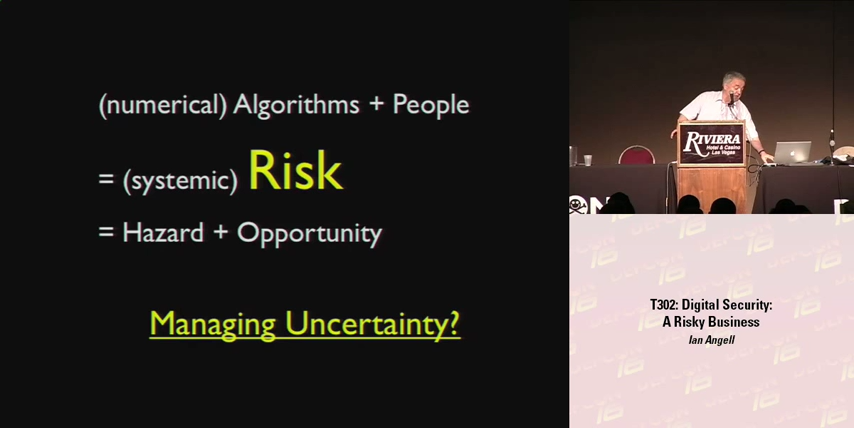 (numerical) Algorithms + People
= (systemic) Risk
= Hazard + Opportunity
Managing Uncertainty?
RIVIERA
Hotel & Casino
Las Vegas
T302: Digital Security:
A Risky Business
Ian Angell